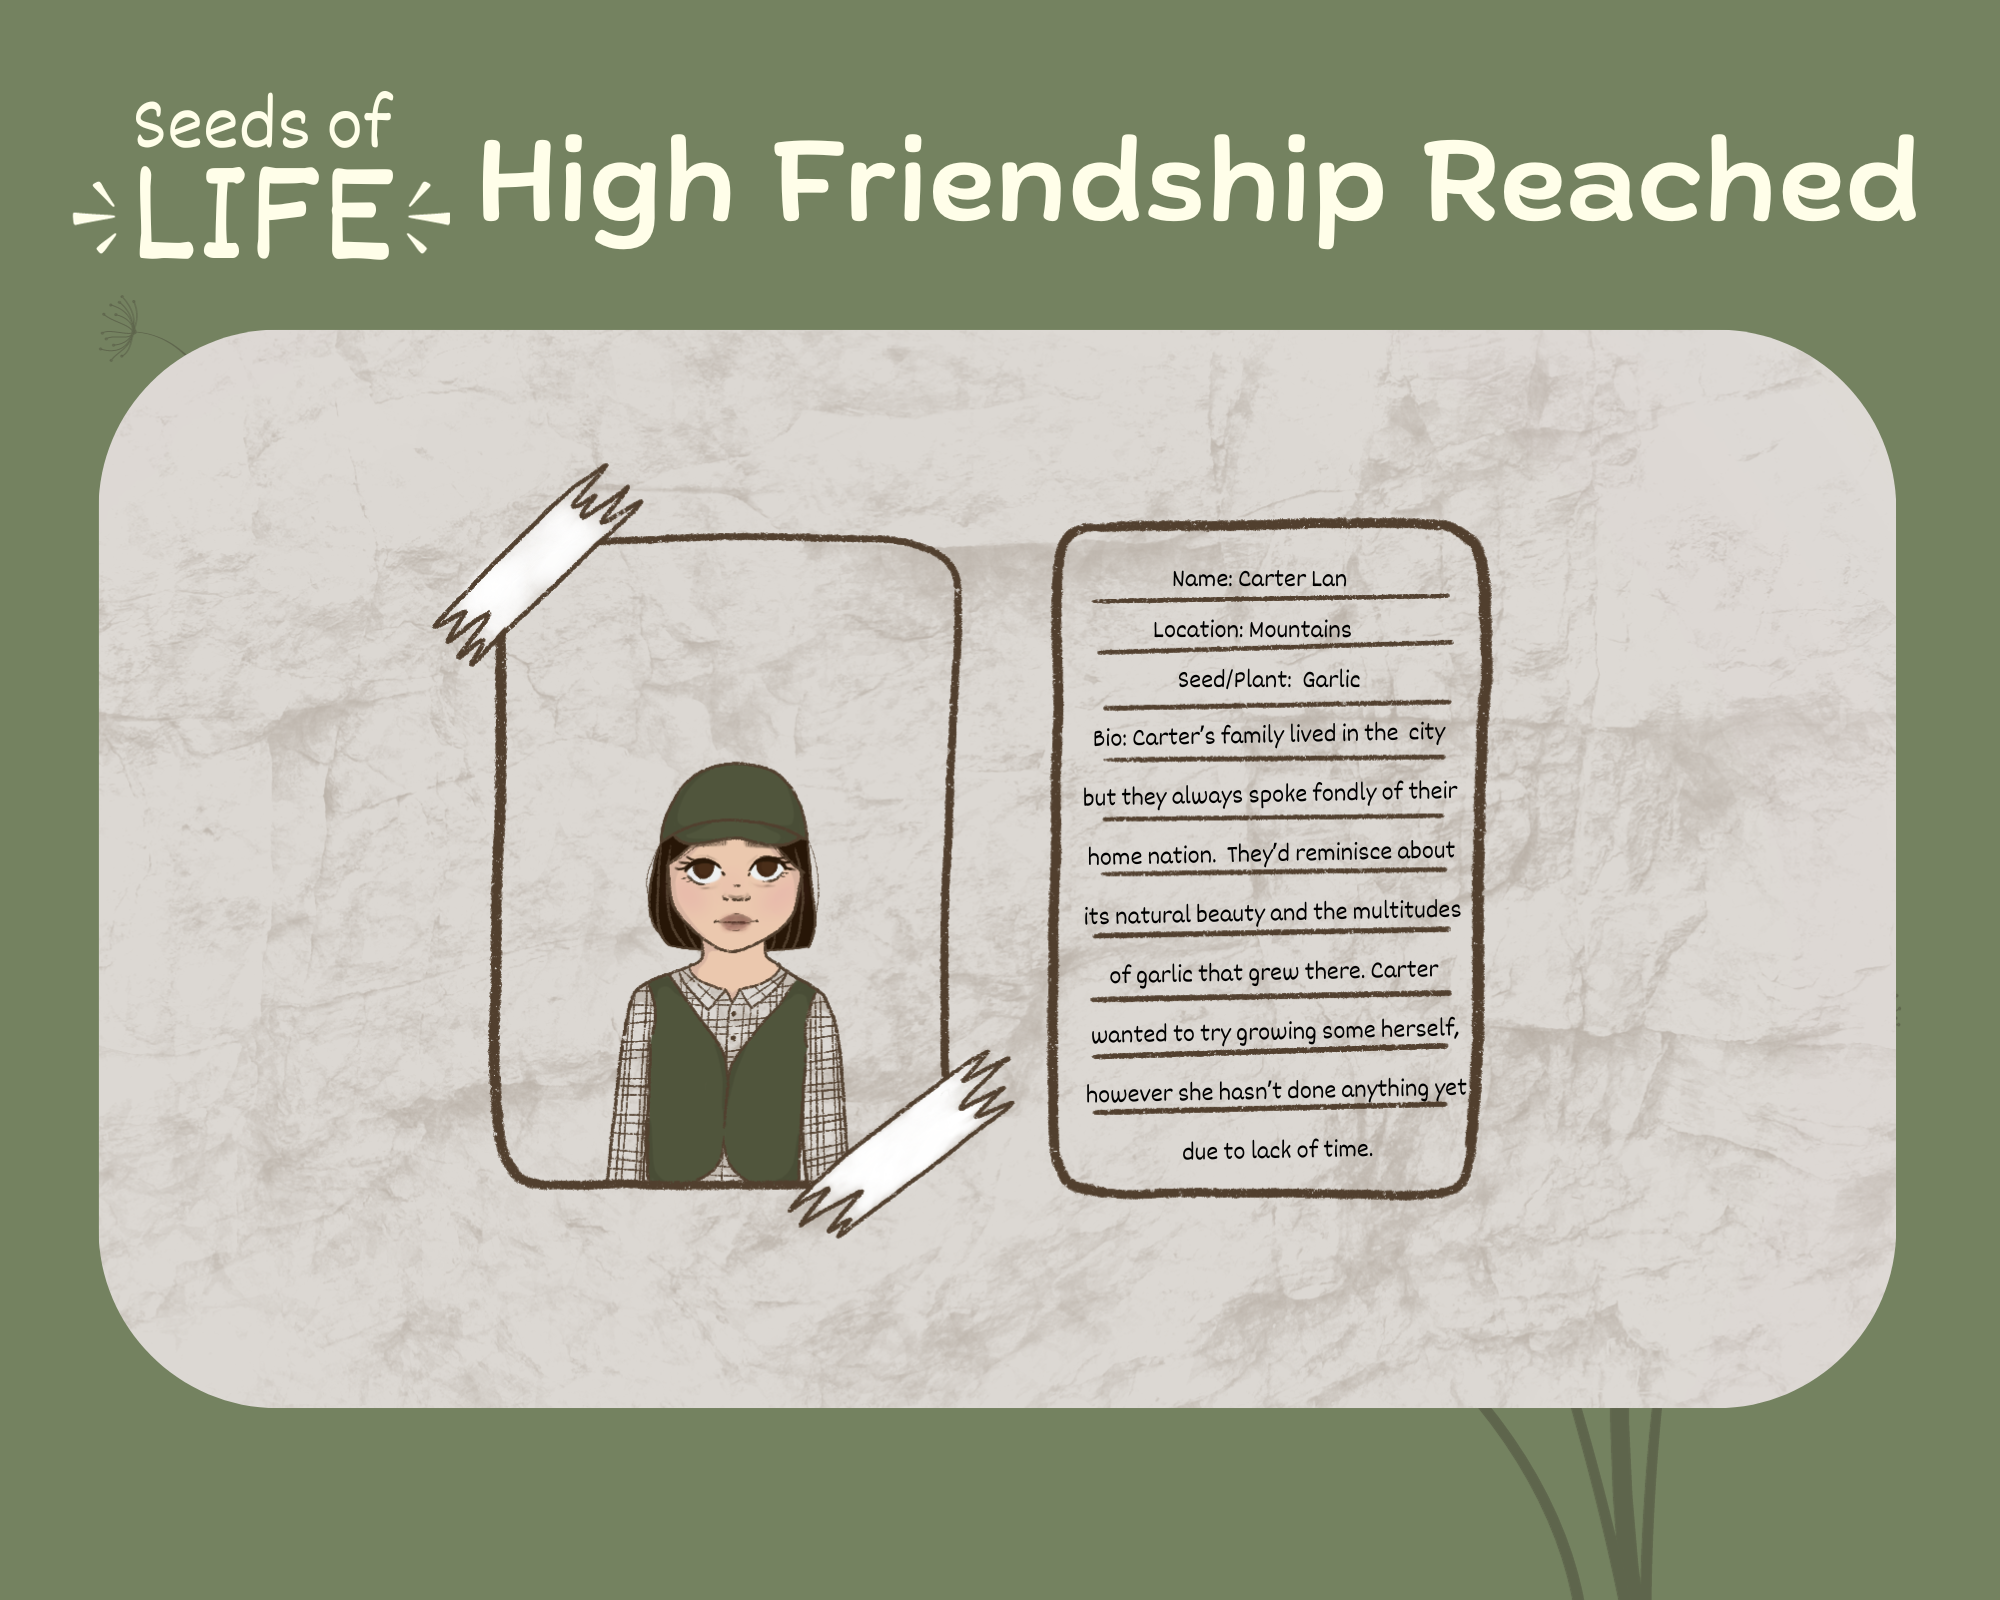 Seeds of
LIFE
High Friendship Reached
Name: Carter Lan
Location: Mountains
Seed/Plant: Garlic
Bio: Carter's family lived in the city
but they always spoke fondly of their
home nation. They'd reminisce about
its natural beauty and the multitudes
of garlic that grew there. Carter
wanted to try growing some herself,
however she hasn't done anything yet
due to lack of time.